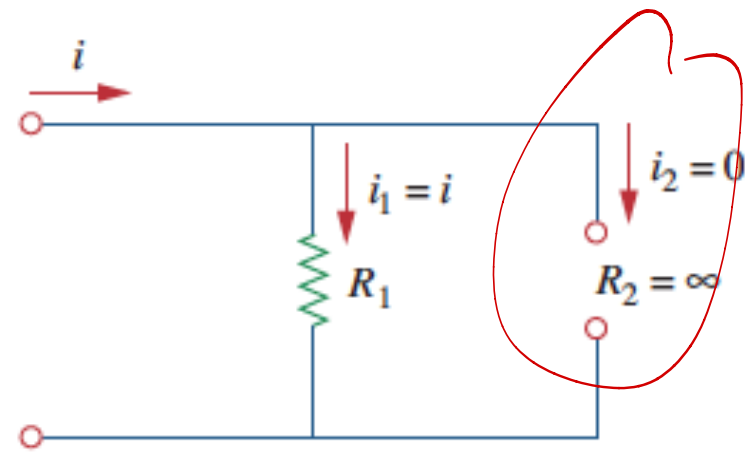 i
i₁ = i
i₂ = 0
R₁
R₂ = ∞